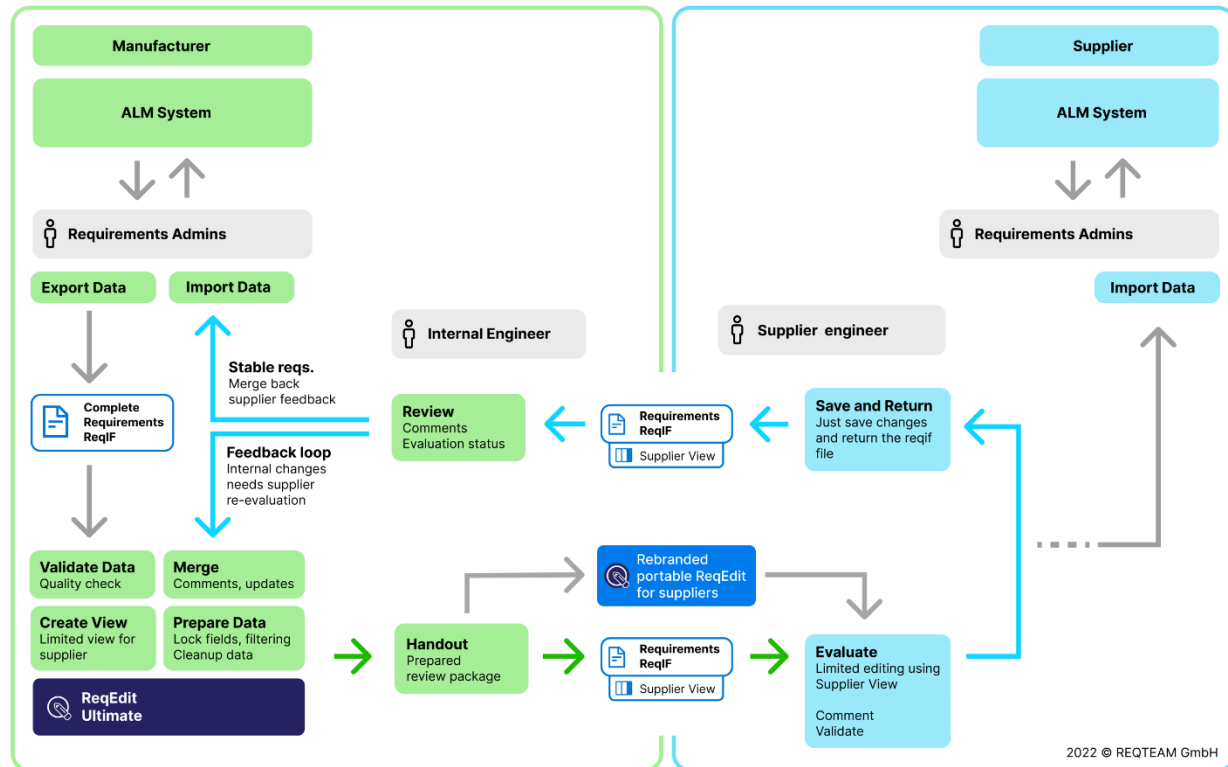 Manufacturer
Supplier
ALM System
ALM System
Requirements Admins
Requirements Admins
Export Data
Import Data
Import Data
Internal Engineer
Supplier engineer
Stable reqs.
Merge back
supplier feedback
Complete
Requirements
ReqIF
Review
Comments
Evaluation status
Requirements
ReqIF
Supplier View
Save and Return
Just save changes
and return the reqif
file
Feedback loop
Internal changes
needs supplier
re-evaluation
Validate Data
Quality check
Merge
Comments, updates
Rebranded
portable ReqEdit
for suppliers
Create View
Limited view for
supplier
Prepare Data
Lock fields, filtering
Cleanup data
Handout
Prepared
review package
Requirements
ReqIF
Supplier View
Evaluate
Limited editing using
Supplier View
Comment
Validate
ReqEdit
Ultimate
2022 © REQTEAM GmbH